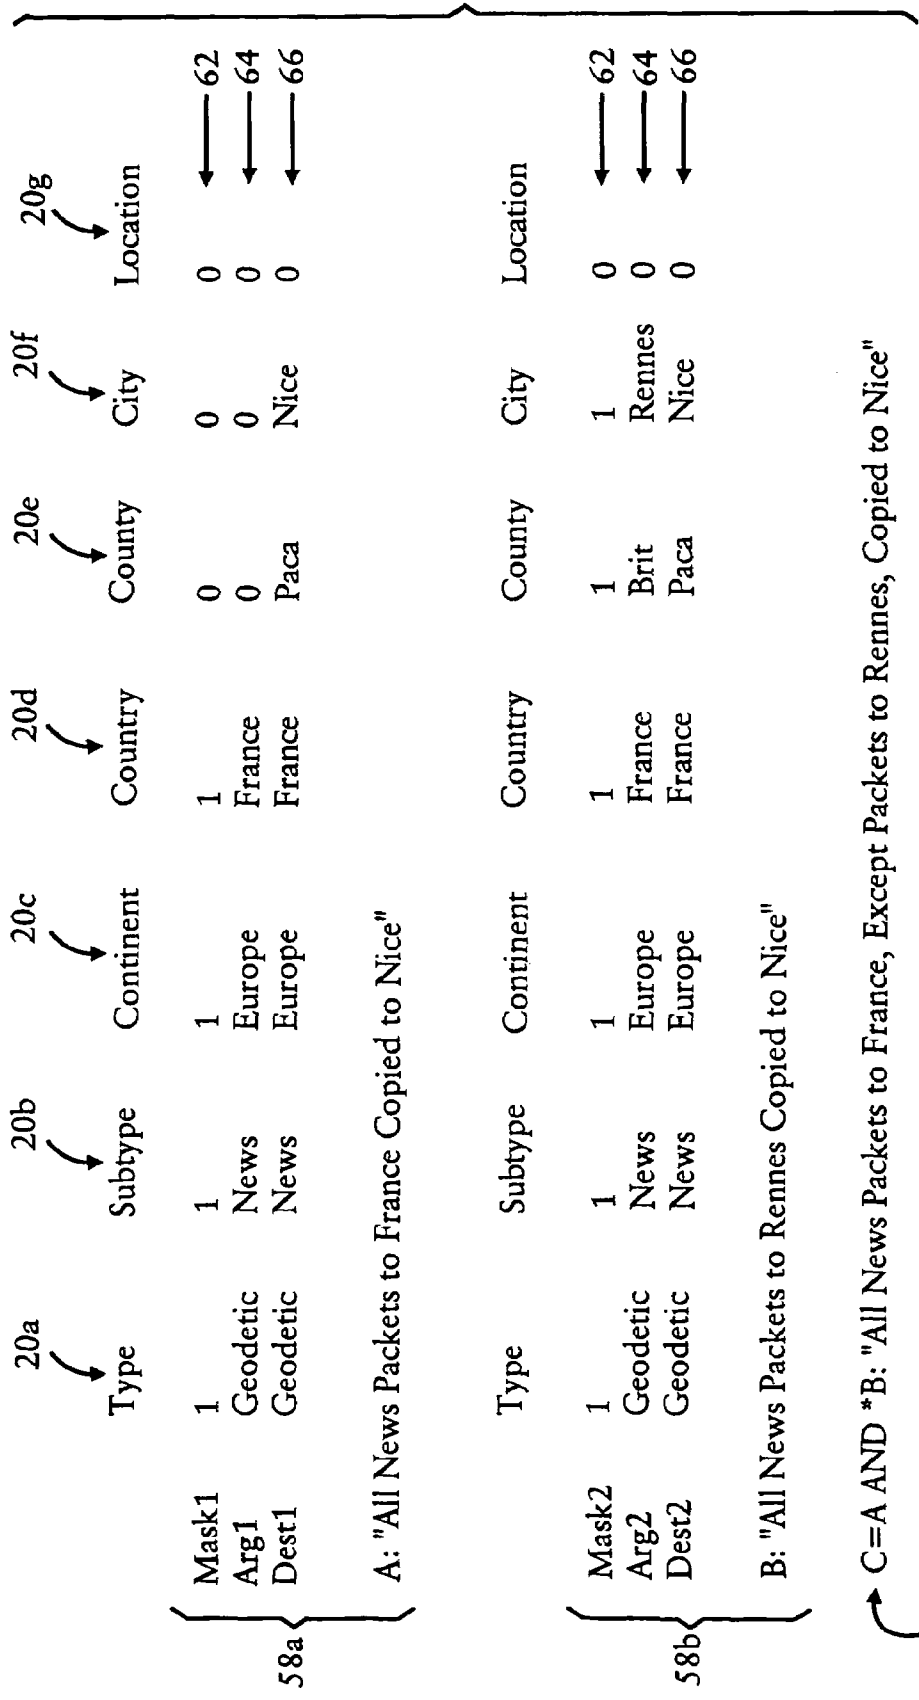 20a 20b 20c 20d 20e 20f 20g
Type Subtype Continent Country County City Location
Mask1 1 1 1 1 0 0 0 62
Arg1 Geodetic News Europe France 0 0 0 64
Dest1 Geodetic News Europe France Paca Nice 0 66
58a
A: "All News Packets to France Copied to Nice"
Type Subtype Continent Country County City Location
Mask2 1 1 1 1 1 1 0 62
Arg2 Geodetic News Europe France Brit Rennes 0 64
Dest2 Geodetic News Europe France Paca Nice 0 66
58b
B: "All News Packets to Rennes Copied to Nice"
C=A AND *B: "All News Packets to France, Except Packets to Rennes, Copied to Nice"